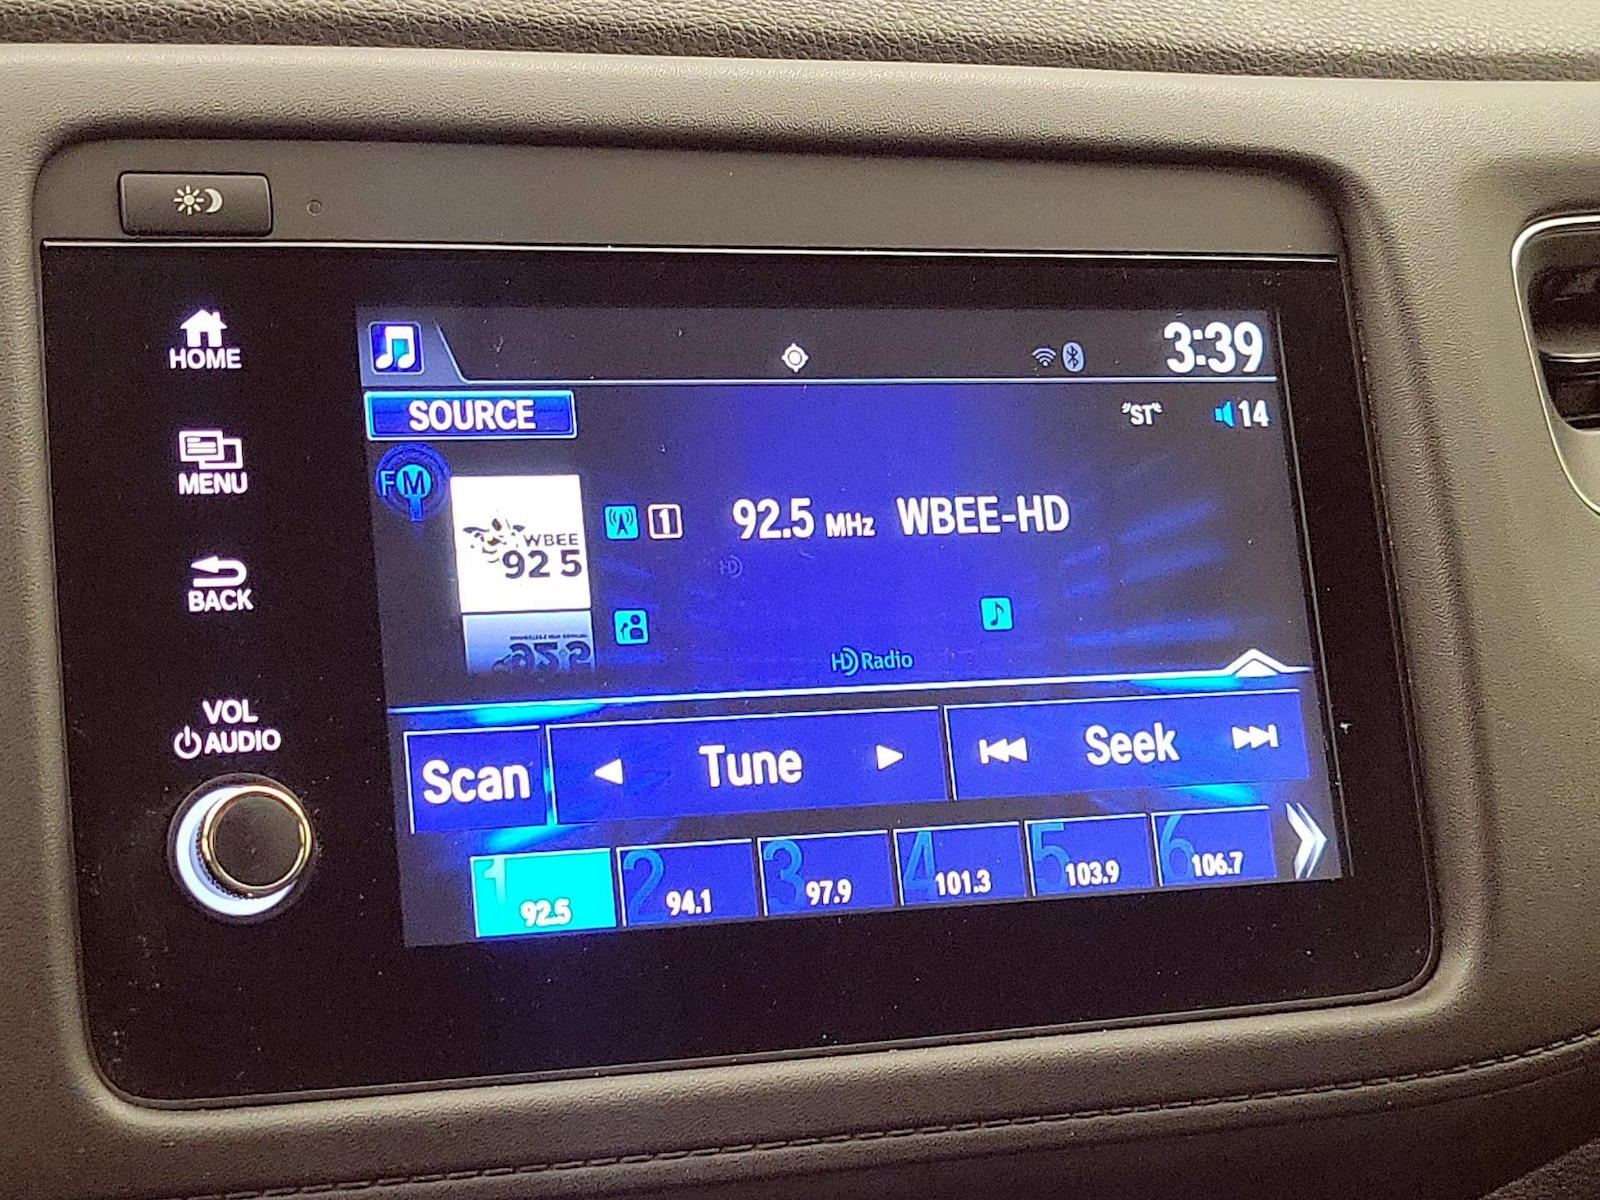 HOME
MENU
BACK
VOL
AUDIO
3:39
SOURCE
"ST"
14
FM
WBEE
92 5
1
92.5 MHz WBEE-HD
HD
HD Radio
Scan
Tune
Seek
1 92.5
2 94.1
3 97.9
4 101.3
5 103.9
6 106.7